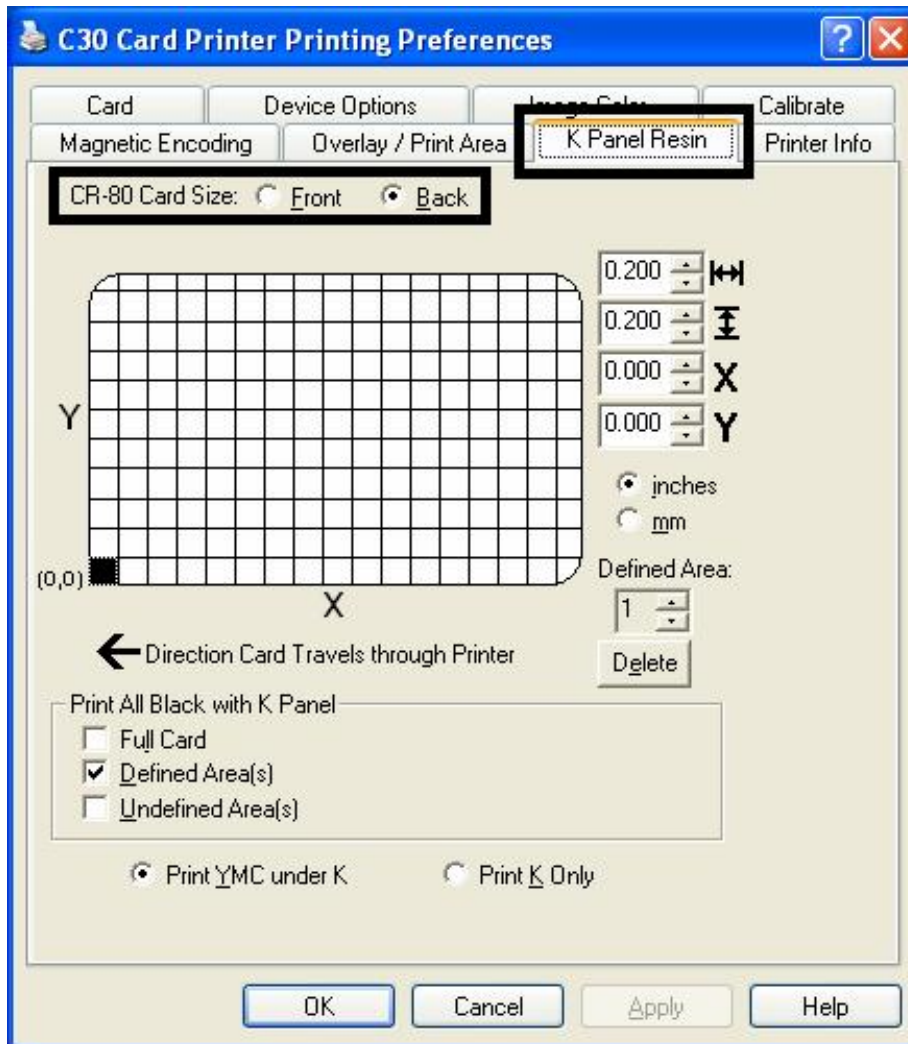 C30 Card Printer Printing Preferences
Card Device Options Image Color Calibrate
Magnetic Encoding Overlay / Print Area K Panel Resin Printer Info
CR-80 Card Size: Front Back
0.200
0.200
0.000 X
0.000 Y
Y
inches
mm
(0,0)
Defined Area:
X
1
Direction Card Travels through Printer
Delete
Print All Black with K Panel
Full Card
Defined Area(s)
Undefined Area(s)
Print YMC under K Print K Only
OK Cancel Apply Help